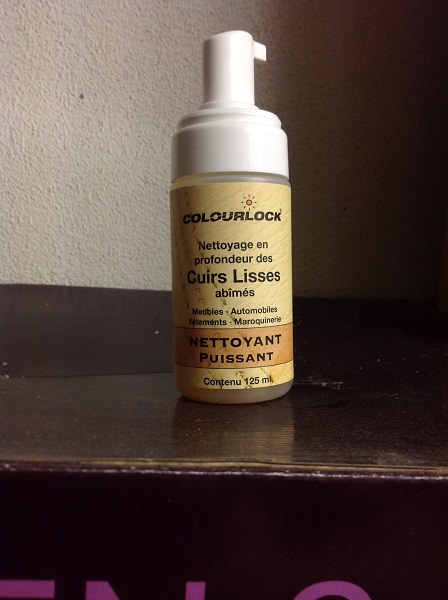 COLOURLOCK
Nettoyage en
profondeur des
Cuirs Lisses
abîmés
Meubles · Automobiles
Vêtements · Maroquinerie
NETTOYANT
PUISSANT
Contenu 125 ml